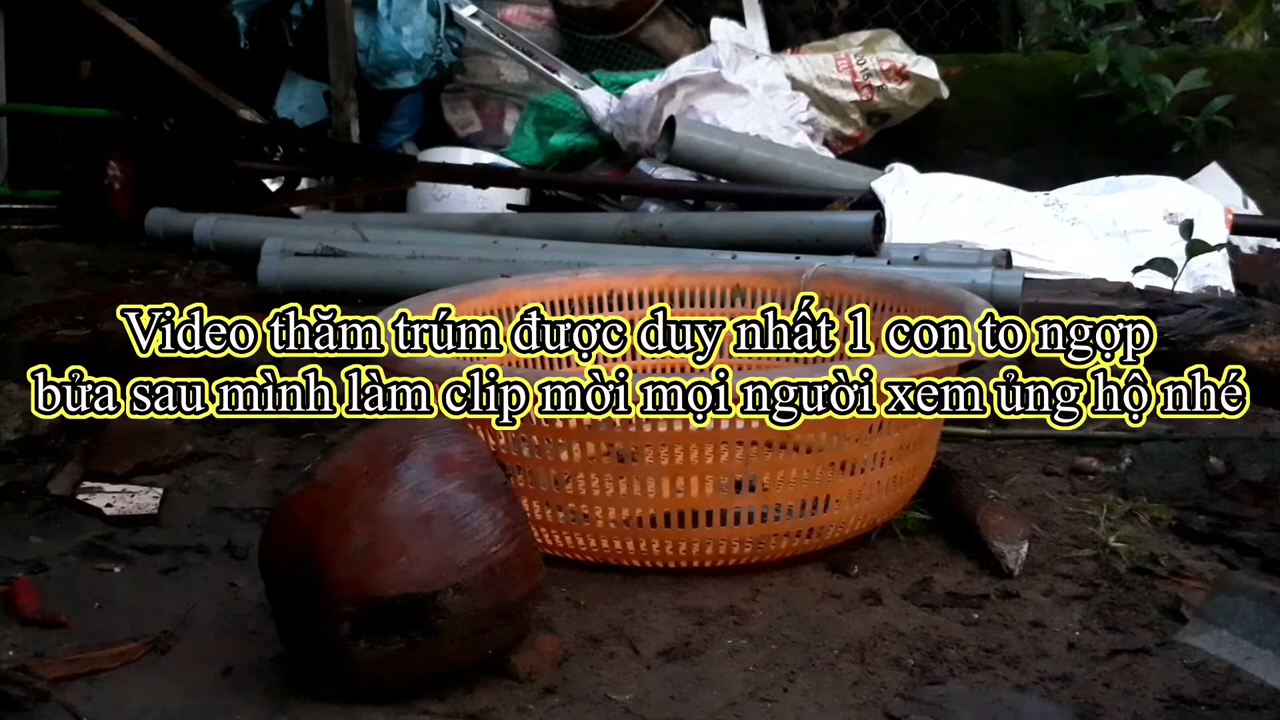 Video thăm trúm được duy nhất 1 con to ngợp
bửa sau mình làm clip mời mọi người xem ủng hộ nhé